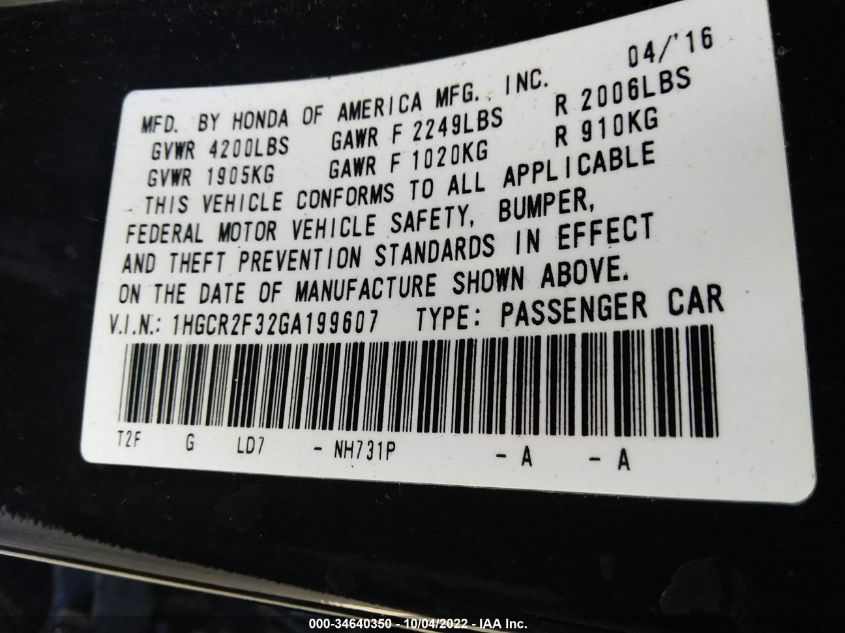 04/'16
MFD. BY HONDA OF AMERICA MFG., INC.
GVWR 4200LBS GAWR F 2249LBS R 2006LBS
GVWR 1905KG GAWR F 1020KG R 910KG
THIS VEHICLE CONFORMS TO ALL APPLICABLE
FEDERAL MOTOR VEHICLE SAFETY, BUMPER,
AND THEFT PREVENTION STANDARDS IN EFFECT
ON THE DATE OF MANUFACTURE SHOWN ABOVE.
V.I.N.: 1HGCR2F32GA199607 TYPE: PASSENGER CAR
T2F G LD7 - NH731P - A - A
000-34640350 - 10/04/2022 - IAA Inc.